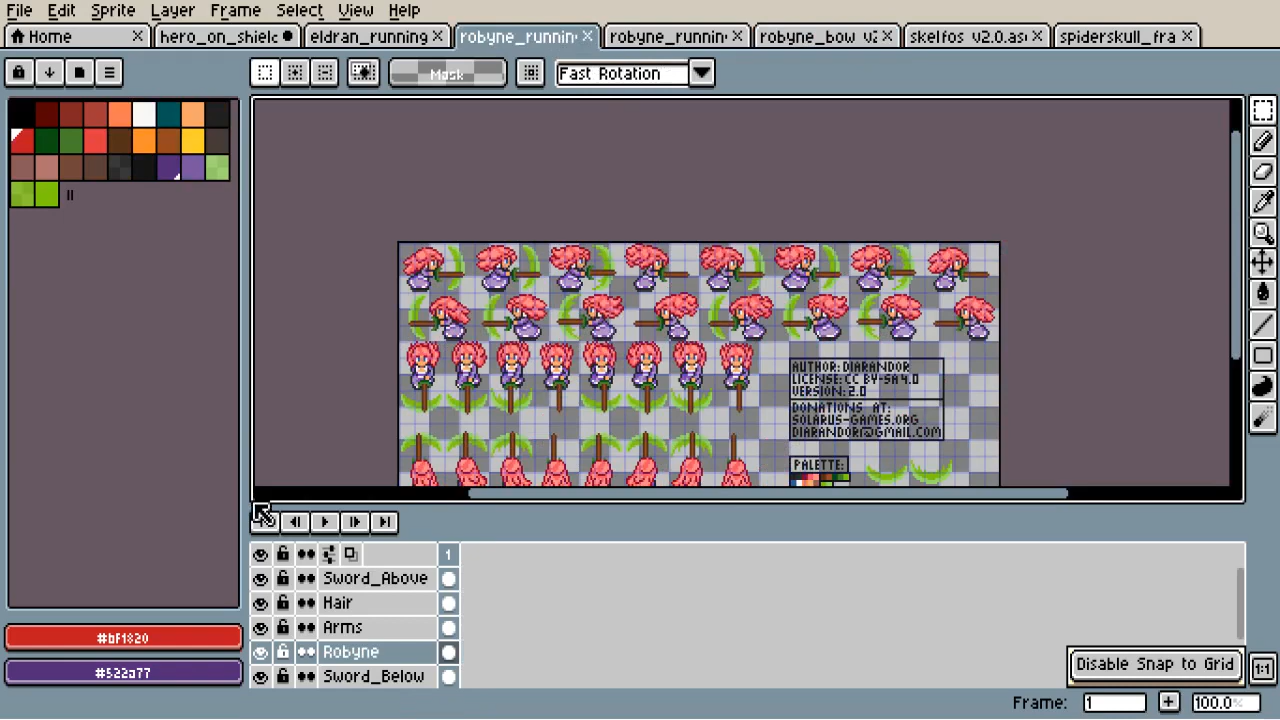 File Edit Sprite Layer Frame Select View Help
Home hero_on_shielc eldran_running robyne_runnin robyne_runnin robyne_bow v2 skelfos v2.0.as spiderskull_fra
Mask Fast Rotation
AUTHOR: DIARANDOR
LICENSE: CC BY-SA 4.0
VERSION: 2.0
DONATIONS AT:
SOLARUS-GAMES.ORG
DIARANDOR@GMAIL.COM
PALETTE:
1
Sword_Above
Hair
Arms
Robyne
Sword_Below
#bf1820
#522a77
Disable Snap to Grid 1:1
Frame: 1 + 100.0%